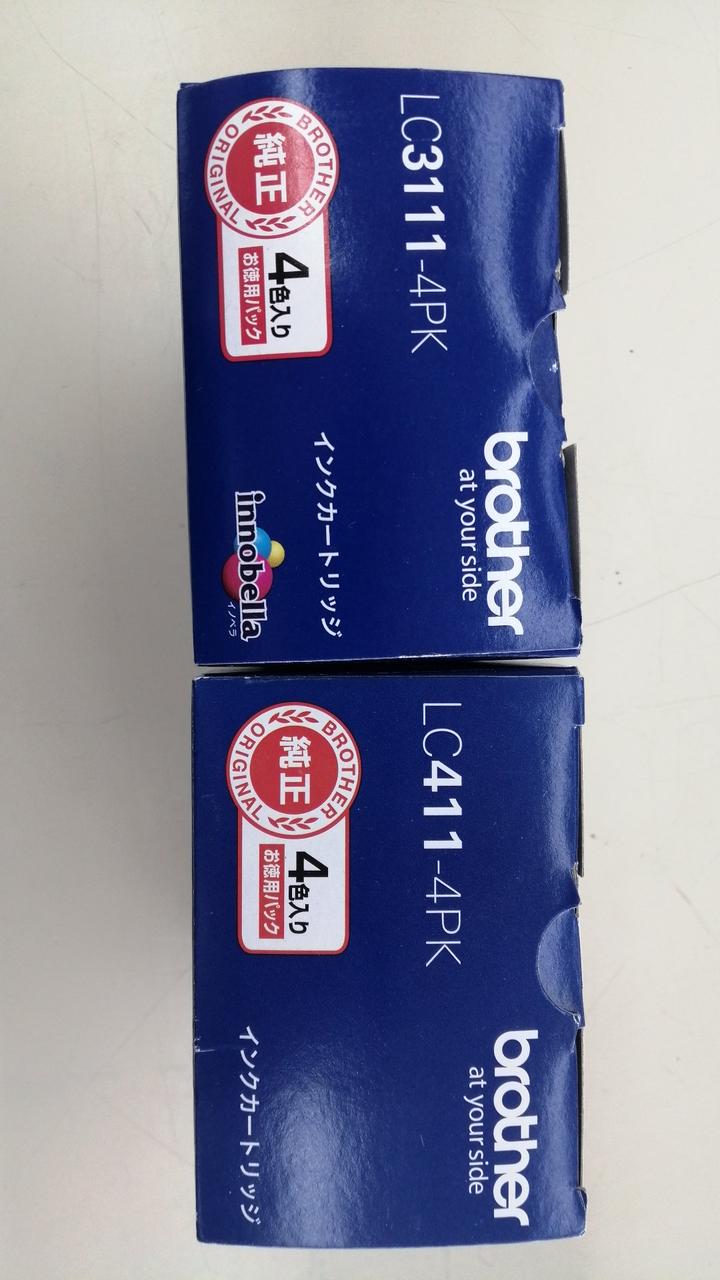 brother
at your side
LC3111-4PK
BROTHER
純正
ORIGINAL
4色入り
お徳用パック
インクカートリッジ
innobella
イノベラ
brother
at your side
LC411-4PK
BROTHER
純正
ORIGINAL
4色入り
お徳用パック
インクカートリッジ